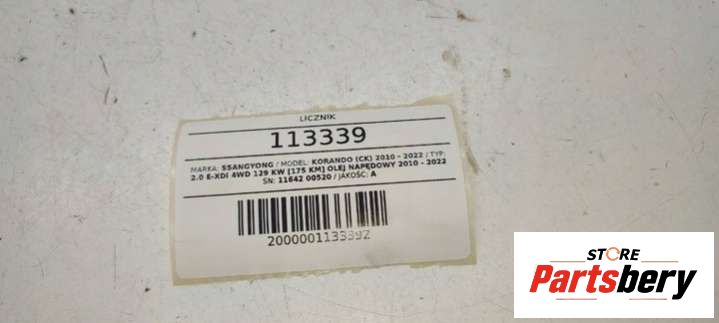 LICZNIK
113339
MARKA: SSANGYONG / MODEL: KORANDO (CK) 2010 - 2022 / TYP:
2.0 E-XDI 4WD 129 KW [175 KM] OLEJ NAPĘDOWY 2010 - 2022
SN: 11642 00520 / JAKOŚĆ: A
2000001133392
STORE
Partsbery